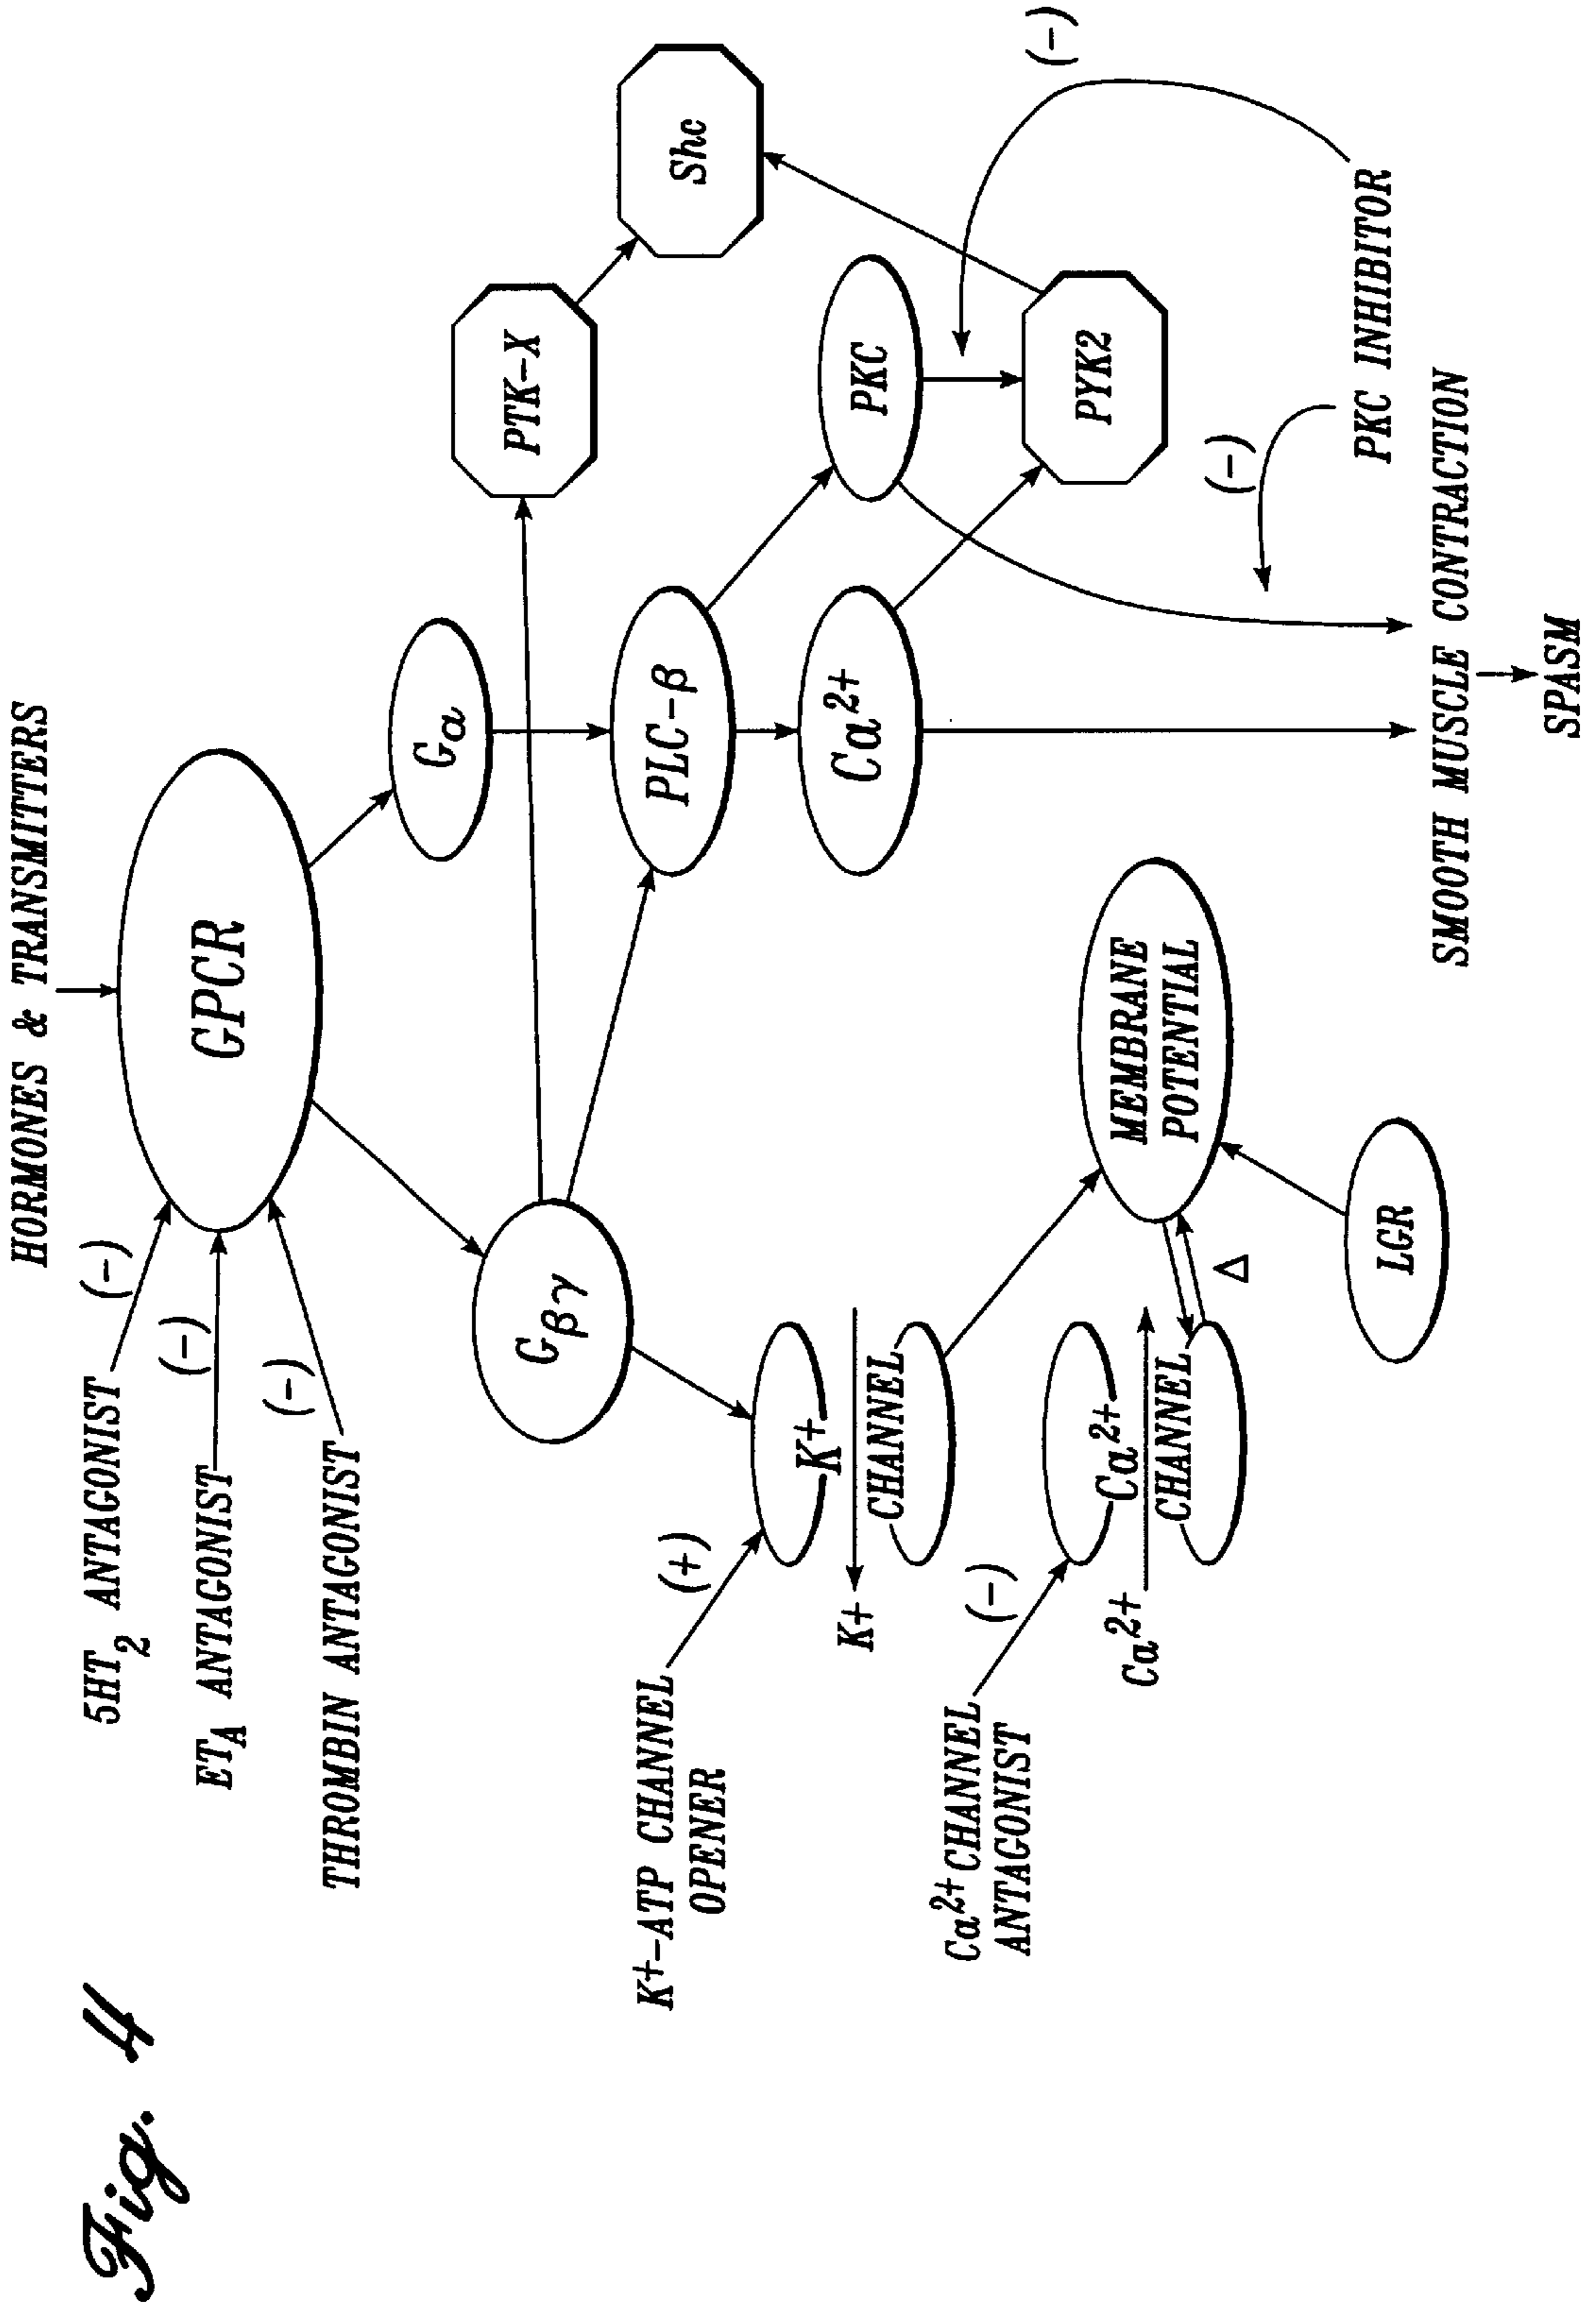 Fig. 4
HORMONES & TRANSMITTERS
5HT2 ANTAGONIST
(-)
ETA ANTAGONIST
(-)
THROMBIN ANTAGONIST
(-)
GPCR
Gα
Gβγ
PTK-X
Shc
K+-ATP CHANNEL
OPENER
(+)
K+
CHANNEL
K+
PLC-β
PKC
Ca2+
PYK2
(-)
Ca2+ CHANNEL
ANTAGONIST
(-)
Ca2+
CHANNEL
Ca2+
Δ
MEMBRANE
POTENTIAL
LGR
(-)
PKC INHIBITOR
SMOOTH MUSCLE CONTRACTION
SPASM